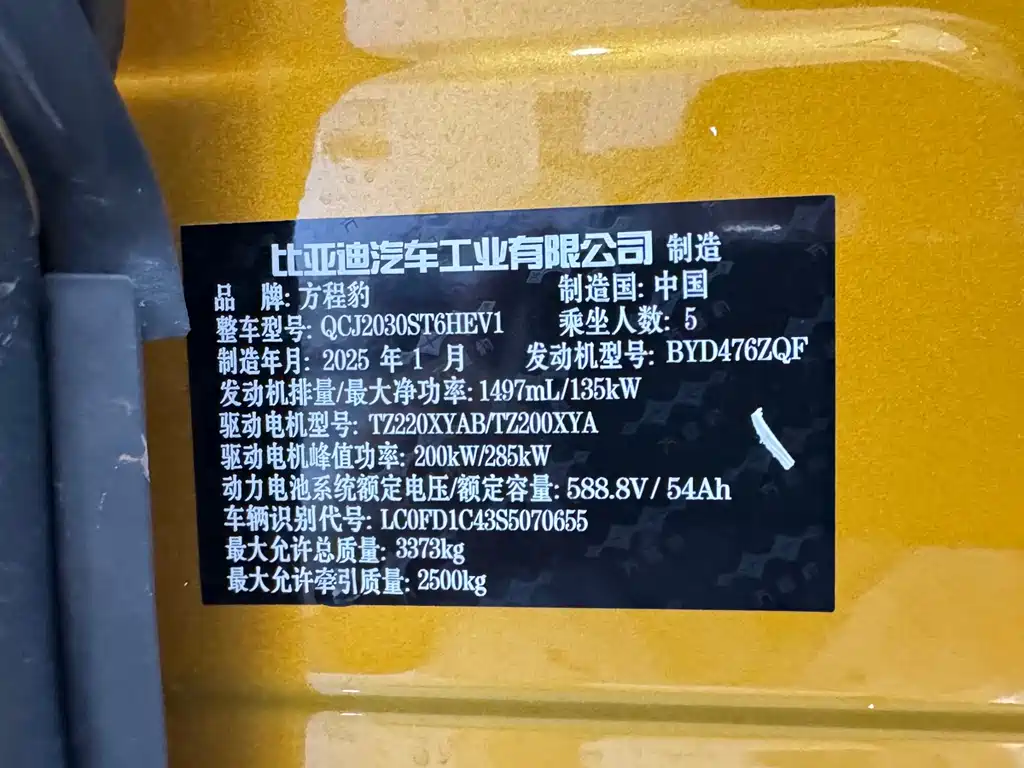 比亚迪汽车工业有限公司 制造
品 牌: 方程豹 制造国: 中国
整车型号: QCJ2030ST6HEV1 乘坐人数: 5
制造年月: 2025 年 1 月 发动机型号: BYD476ZQF
发动机排量/最大净功率: 1497mL/135kW
驱动电机型号: TZ220XYAB/TZ200XYA
驱动电机峰值功率: 200kW/285kW
动力电池系统额定电压/额定容量: 588.8V/ 54Ah
车辆识别代号: LC0FD1C43S5070655
最大允许总质量: 3373kg
最大允许牵引质量: 2500kg